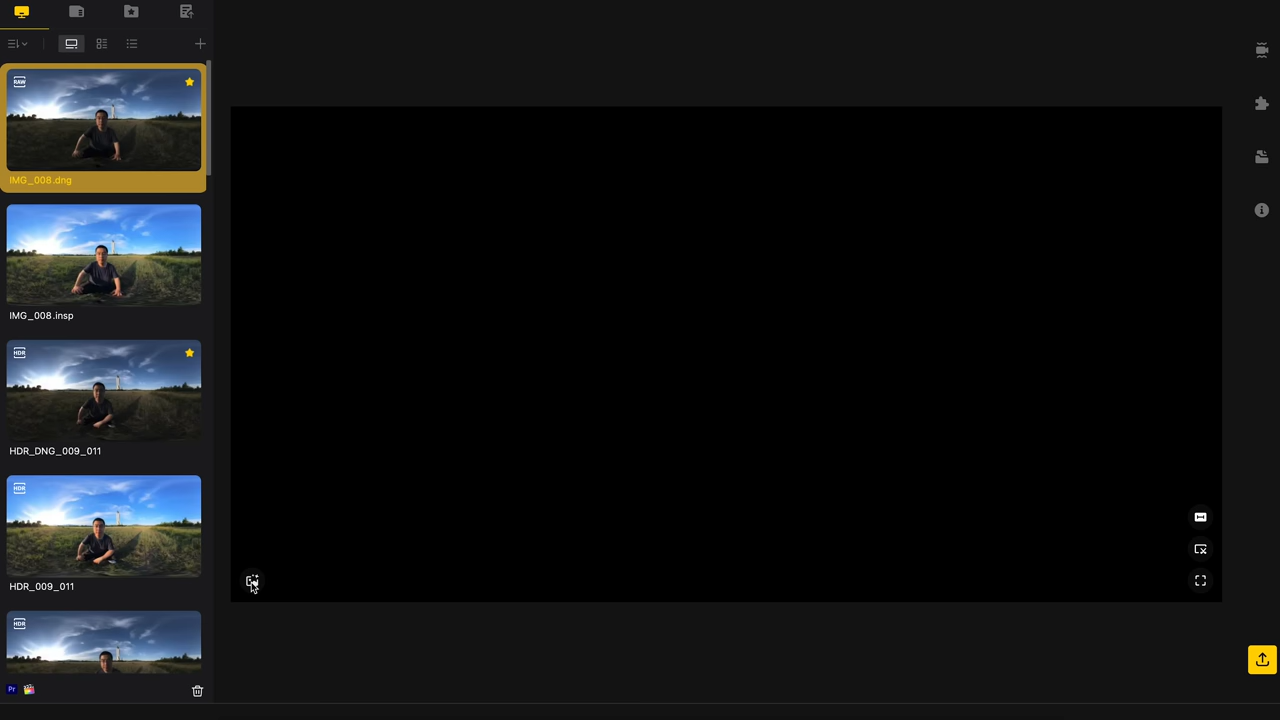 RAW
IMG_008.dng
IMG_008.insp
HDR
HDR_DNG_009_011
HDR
HDR_009_011
HDR
Pr